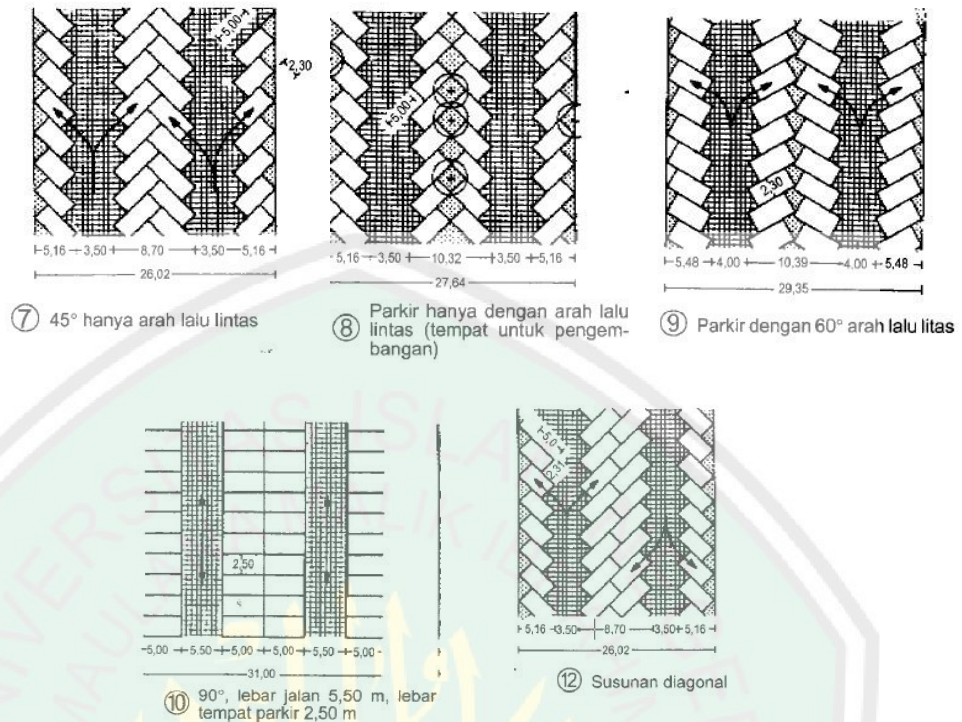 5,00
2,30
5,16 3,50 8,70 3,50 5,16
26,02
⑦ 45° hanya arah lalu lintas
5,00
5,16 3,50 10,32 3,50 5,16
27,64
⑧ Parkir hanya dengan arah lalu
lintas (tempat untuk pengem-
bangan)
2,30
5,48 4,00 10,39 4,00 5,48
29,35
⑨ Parkir dengan 60° arah lalu litas
2,50
5,00 5,50 5,00 5,00 5,50 5,00
31,00
⑩ 90°, lebar jalan 5,50 m, lebar
tempat parkir 2,50 m
5,0
2,31
5,16 3,50 8,70 3,50 5,16
26,02
⑫ Susunan diagonal